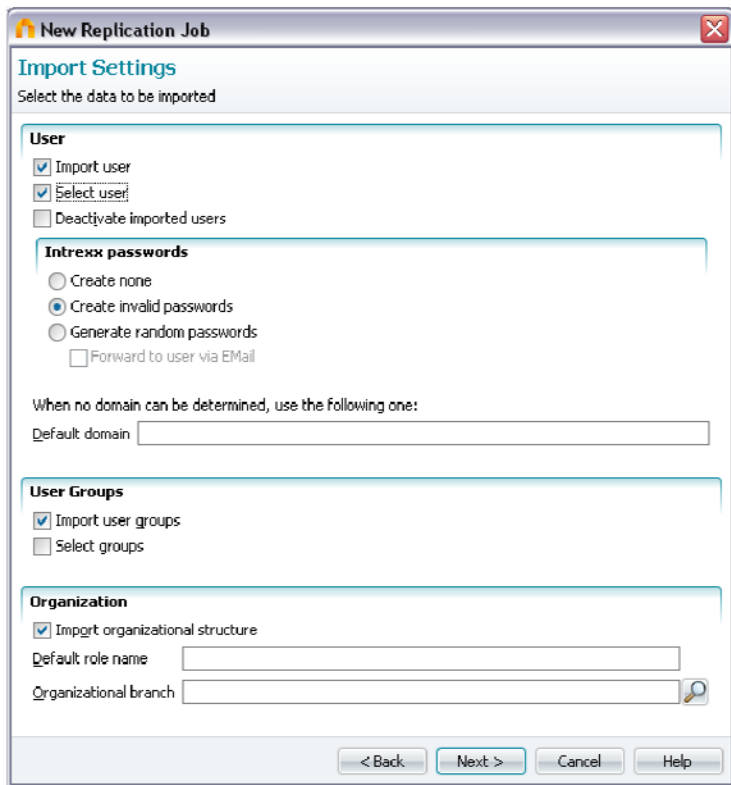 New Replication Job
Import Settings
Select the data to be imported
User
Import user
Select user
Deactivate imported users
Intrexx passwords
Create none
Create invalid passwords
Generate random passwords
Forward to user via EMail
When no domain can be determined, use the following one:
Default domain
User Groups
Import user groups
Select groups
Organization
Import organizational structure
Default role name
Organizational branch
< Back Next > Cancel Help